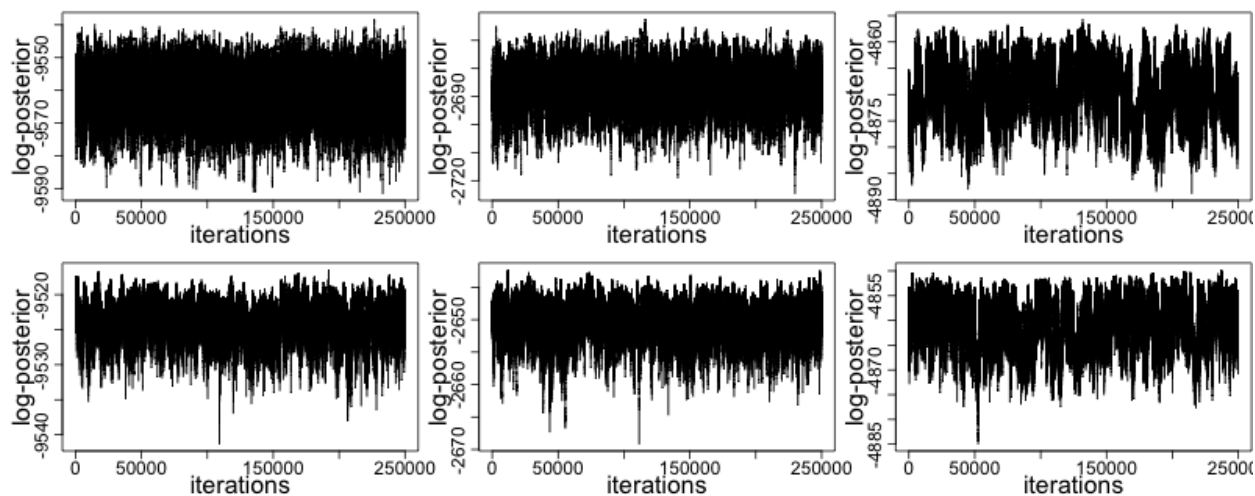 log-posterior
-9550
-9570
-9590
0 50000 150000 250000
iterations
log-posterior
-2690
-2720
0 50000 150000 250000
iterations
log-posterior
-4860
-4875
-4890
0 50000 150000 25000
iterations
log-posterior
-9520
-9530
-9540
0 50000 150000 250000
iterations
log-posterior
-2650
-2660
-2670
0 50000 150000 250000
iterations
log-posterior
-4855
-4870
-4885
0 50000 150000 25000
iterations